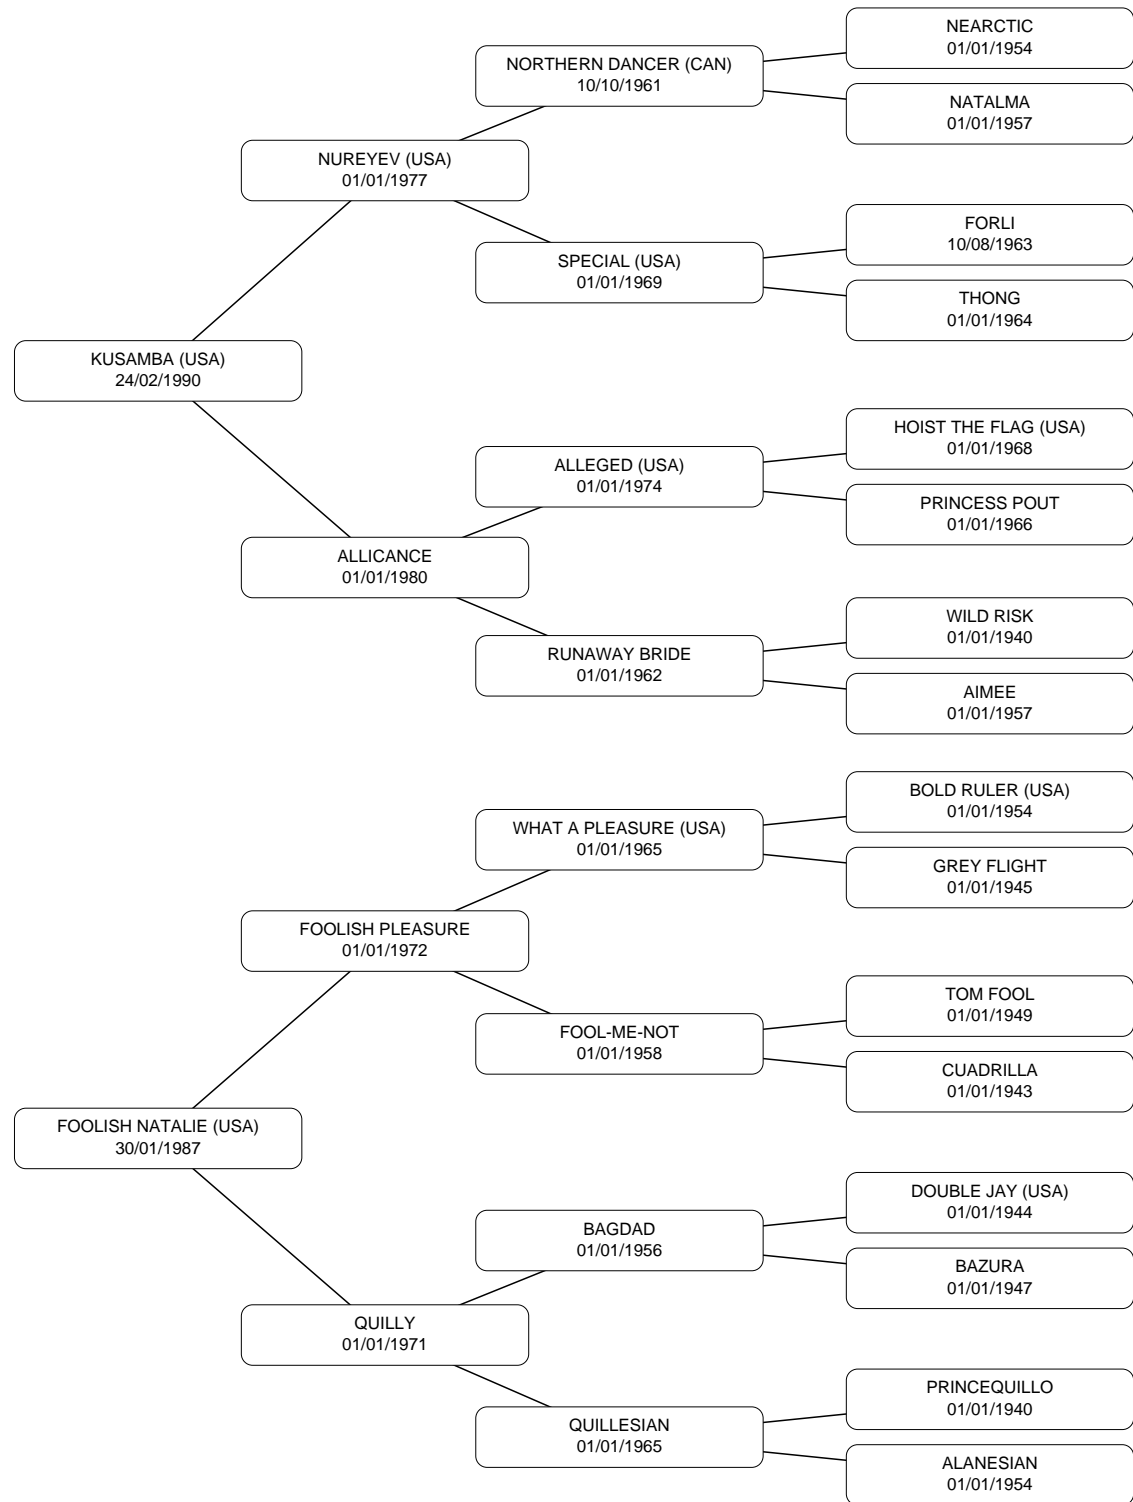 NEARCTIC
01/01/1954
NORTHERN DANCER (CAN)
10/10/1961
NATALMA
01/01/1957
NUREYEV (USA)
01/01/1977
FORLI
10/08/1963
SPECIAL (USA)
01/01/1969
THONG
01/01/1964
KUSAMBA (USA)
24/02/1990
HOIST THE FLAG (USA)
01/01/1968
ALLEGED (USA)
01/01/1974
PRINCESS POUT
01/01/1966
ALLICANCE
01/01/1980
WILD RISK
01/01/1940
RUNAWAY BRIDE
01/01/1962
AIMEE
01/01/1957
BOLD RULER (USA)
01/01/1954
WHAT A PLEASURE (USA)
01/01/1965
GREY FLIGHT
01/01/1945
FOOLISH PLEASURE
01/01/1972
TOM FOOL
01/01/1949
FOOL-ME-NOT
01/01/1958
CUADRILLA
01/01/1943
FOOLISH NATALIE (USA)
30/01/1987
DOUBLE JAY (USA)
01/01/1944
BAGDAD
01/01/1956
BAZURA
01/01/1947
QUILLY
01/01/1971
PRINCEQUILLO
01/01/1940
QUILLESIAN
01/01/1965
ALANESIAN
01/01/1954